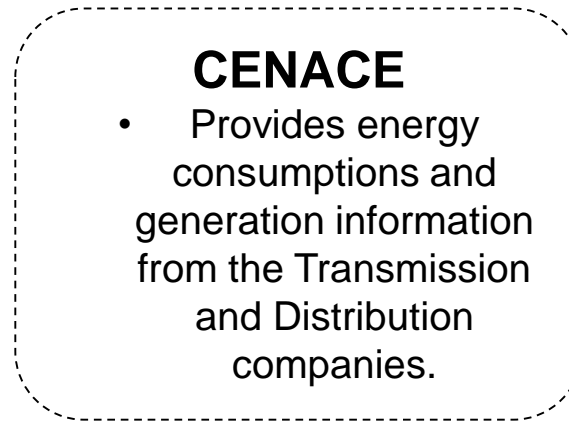 CENACE
• Provides energy
consumptions and
generation information
from the Transmission
and Distribution
companies.